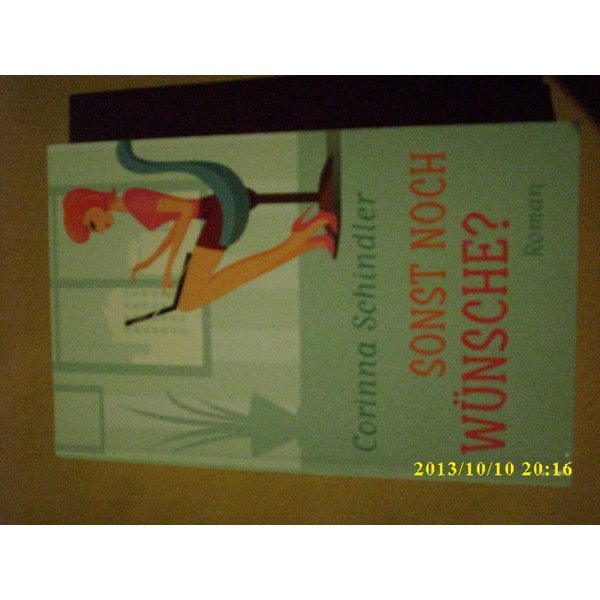 Corinna Schindler
SONST NOCH
WÜNSCHE?
Roman
2013/10/10 20:16